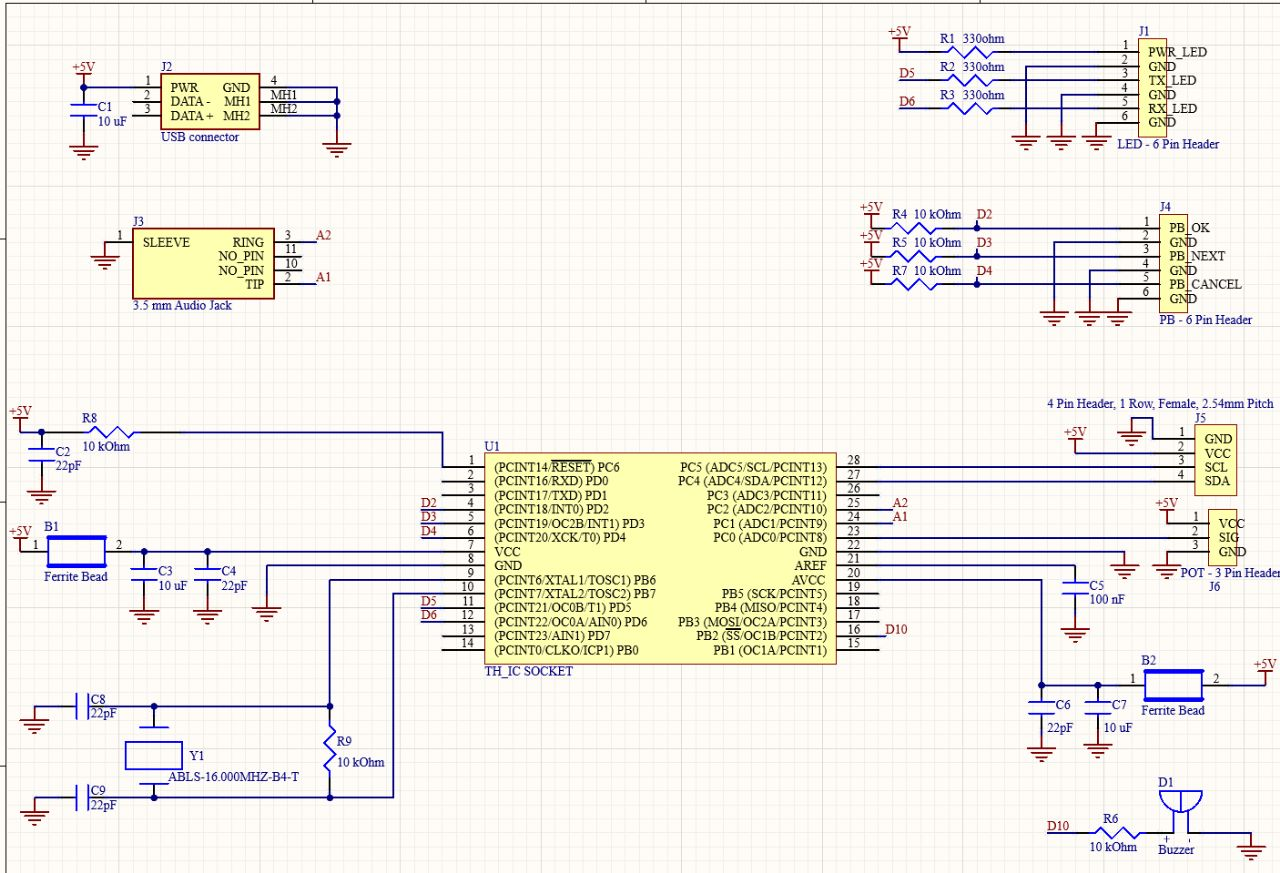 +5V
J2
1 PWR GND 4
2 DATA - MH1 MH1
3 DATA + MH2 MH2
USB connector
C1
10 uF
+5V
R1 330ohm
D5 R2 330ohm
D6 R3 330ohm
J1
1 PWR_LED
2 GND
3 TX_LED
4 GND
5 RX_LED
6 GND
LED - 6 Pin Header
J3
1 SLEEVE RING 3 A2
NO_PIN 11
NO_PIN 10
TIP 2 A1
3.5 mm Audio Jack
+5V R4 10 kOhm D2
+5V R5 10 kOhm D3
+5V R7 10 kOhm D4
J4
1 PB_OK
2 GND
3 PB_NEXT
4 GND
5 PB_CANCEL
6 GND
PB - 6 Pin Header
+5V
R8
10 kOhm
C2
22pF
+5V
B1
1 2
Ferrite Bead
C3
10 uF
C4
22pF
U1
1 (PCINT14/RESET) PC6
2 (PCINT16/RXD) PD0
3 (PCINT17/TXD) PD1
D2 4 (PCINT18/INT0) PD2
D3 5 (PCINT19/OC2B/INT1) PD3
D4 6 (PCINT20/XCK/T0) PD4
7 VCC
8 GND
9 (PCINT6/XTAL1/TOSC1) PB6
10 (PCINT7/XTAL2/TOSC2) PB7
D5 11 (PCINT21/OC0B/T1) PD5
D6 12 (PCINT22/OC0A/AIN0) PD6
13 (PCINT23/AIN1) PD7
14 (PCINT0/CLKO/ICP1) PB0
PC5 (ADC5/SCL/PCINT13) 28
PC4 (ADC4/SDA/PCINT12) 27
PC3 (ADC3/PCINT11) 26
PC2 (ADC2/PCINT10) 25 A2
PC1 (ADC1/PCINT9) 24 A1
PC0 (ADC0/PCINT8) 23
GND 22
AREF 21
AVCC 20
PB5 (SCK/PCINT5) 19
PB4 (MISO/PCINT4) 18
PB3 (MOSI/OC2A/PCINT3) 17
PB2 (SS/OC1B/PCINT2) 16 D10
PB1 (OC1A/PCINT1) 15
TH_IC SOCKET
4 Pin Header, 1 Row, Female, 2.54mm Pitch
J5
+5V
1 GND
2 VCC
3 SCL
4 SDA
+5V
1 VCC
2 SIG
3 GND
POT - 3 Pin Header
J6
C5
100 nF
B2
1 2
Ferrite Bead
+5V
C6
22pF
C7
10 uF
C8
22pF
Y1
ABLS-16.000MHZ-B4-T
C9
22pF
R9
10 kOhm
D1
D10
R6
10 kOhm
+ -
Buzzer